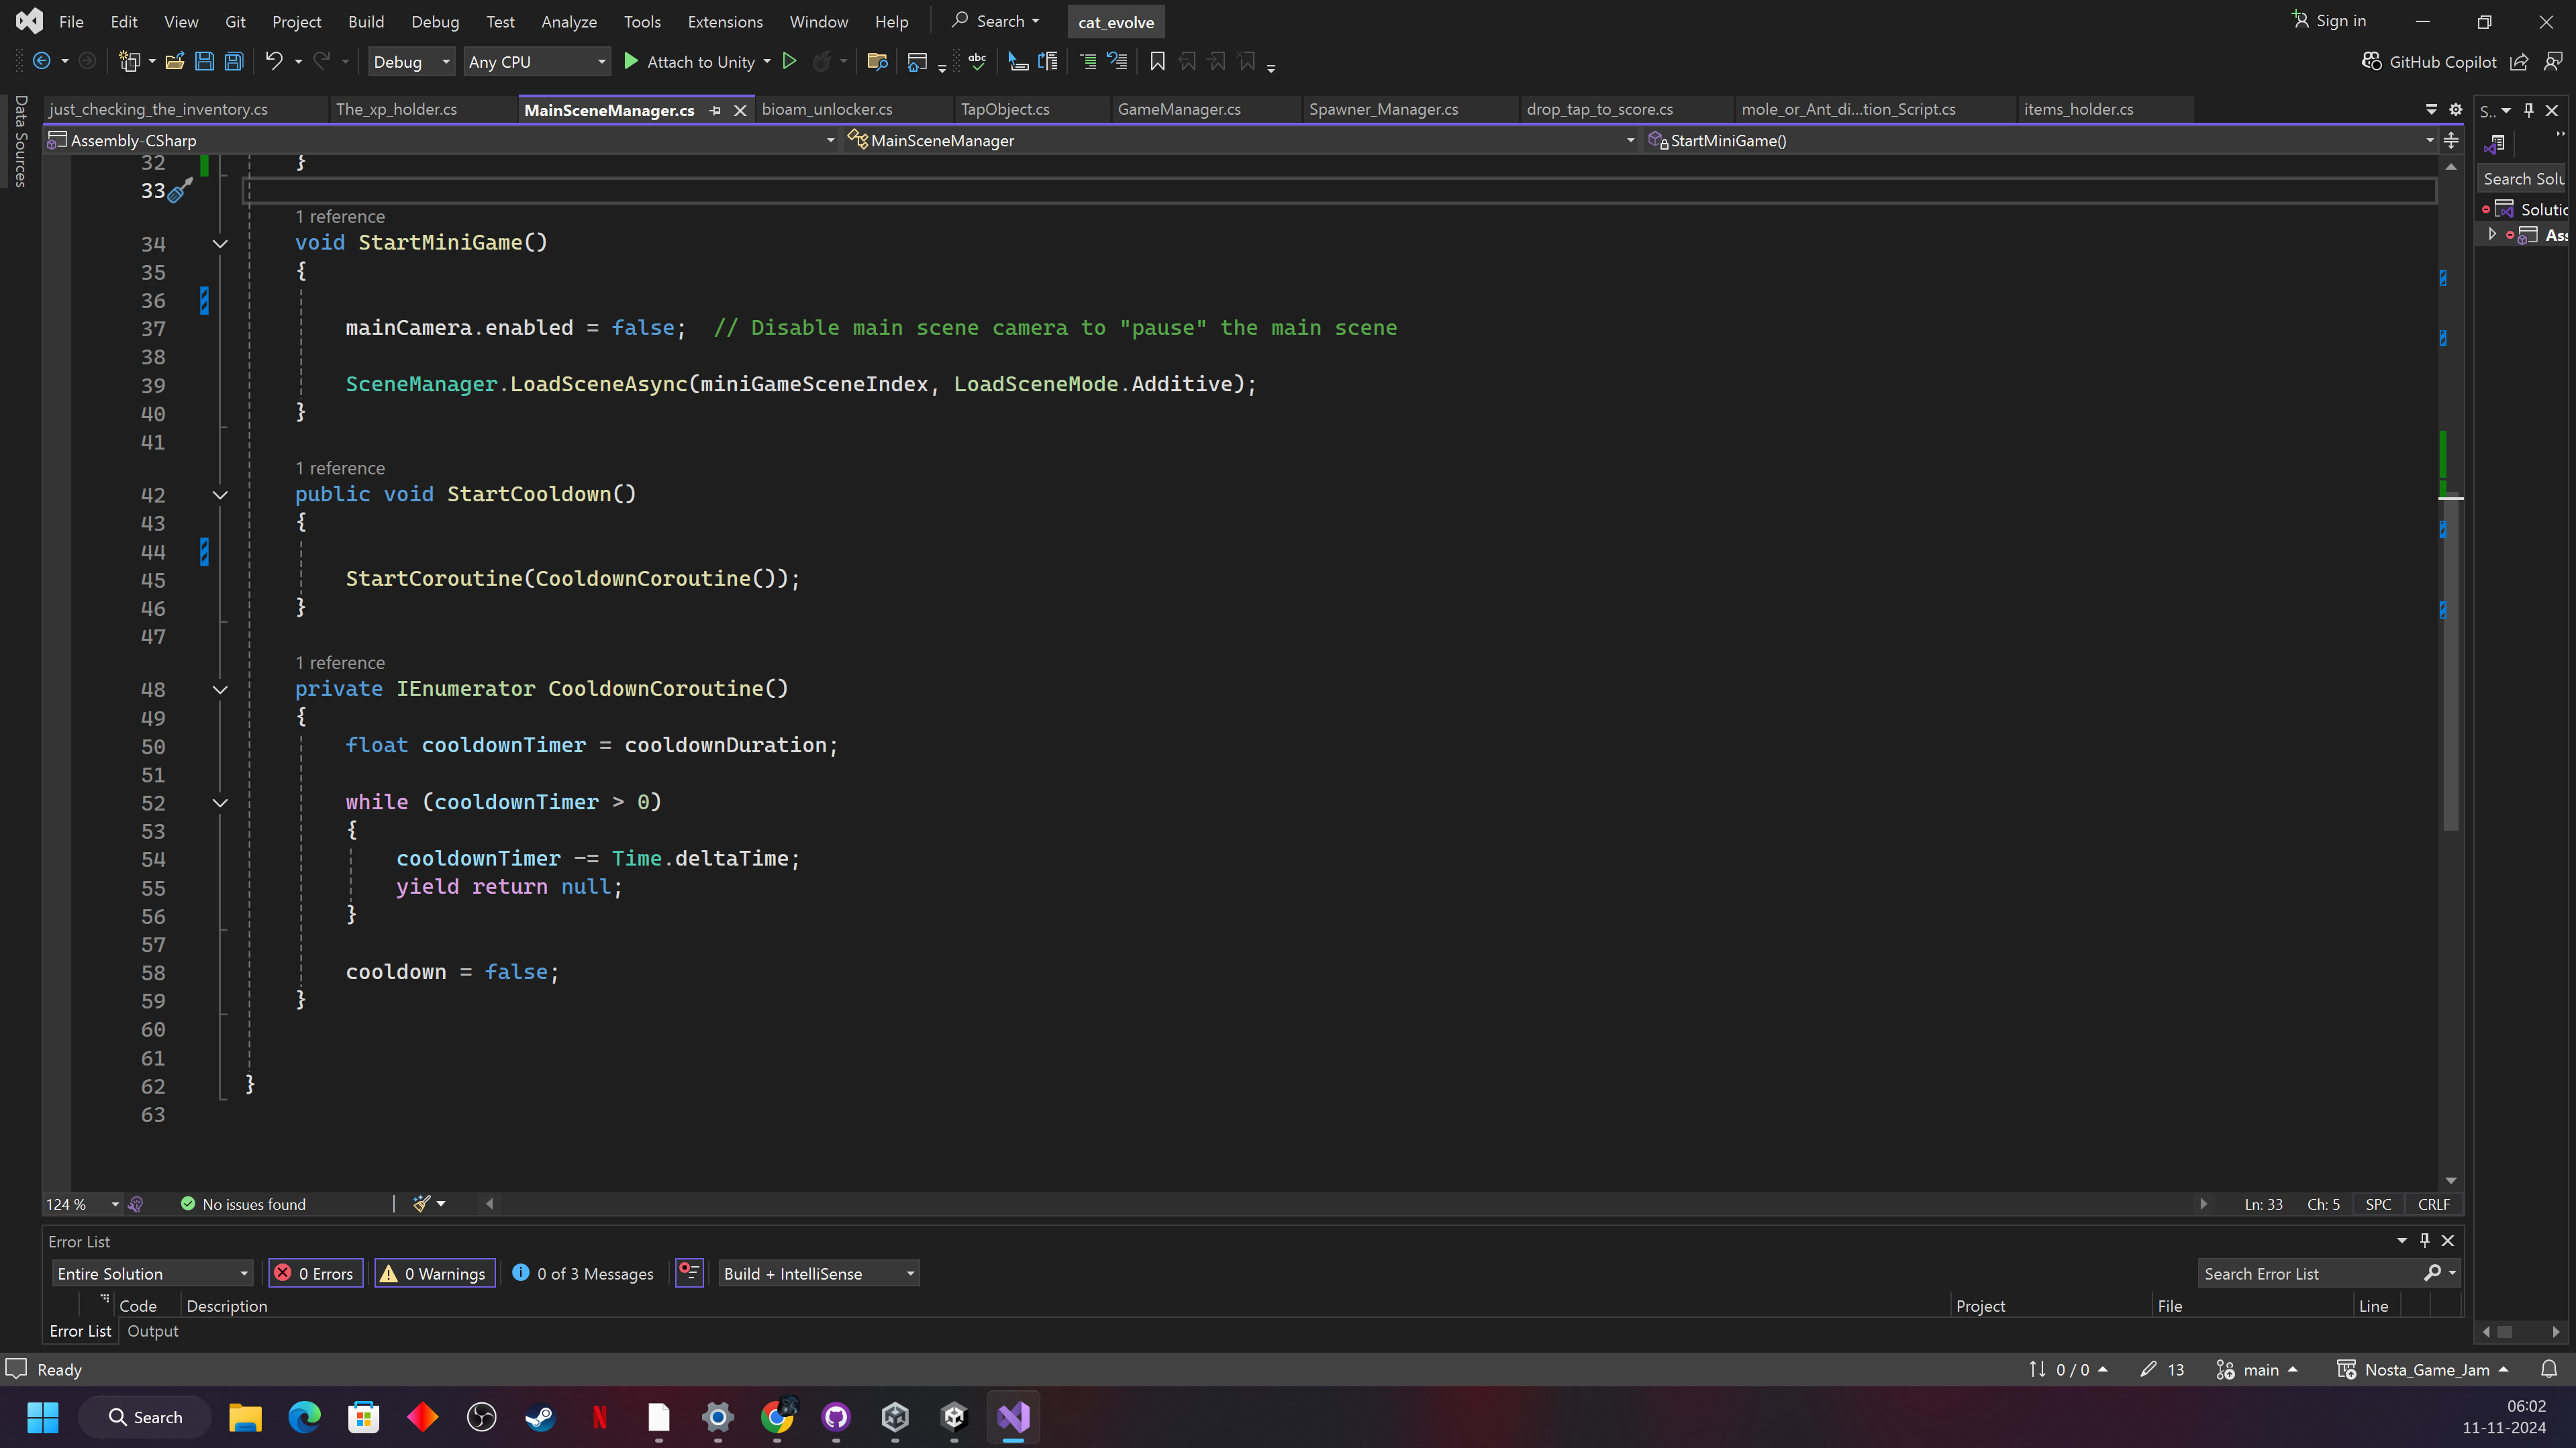 File Edit View Git Project Build Debug Test Analyze Tools Extensions Window Help Search cat_evolve Sign in
Debug Any CPU Attach to Unity abc GitHub Copilot
Data Sources
just_checking_the_inventory.cs The_xp_holder.cs MainSceneManager.cs bioam_unlocker.cs TapObject.cs GameManager.cs Spawner_Manager.cs drop_tap_to_score.cs mole_or_Ant_di...tion_Script.cs items_holder.cs S..
Assembly-CSharp MainSceneManager StartMiniGame()
Search Solu
Solutio
Ass
32 }
33
1 reference
34 void StartMiniGame()
35 {
36
37 mainCamera.enabled = false; // Disable main scene camera to "pause" the main scene
38
39 SceneManager.LoadSceneAsync(miniGameSceneIndex, LoadSceneMode.Additive);
40 }
41
1 reference
42 public void StartCooldown()
43 {
44
45 StartCoroutine(CooldownCoroutine());
46 }
47
1 reference
48 private IEnumerator CooldownCoroutine()
49 {
50 float cooldownTimer = cooldownDuration;
51
52 while (cooldownTimer > 0)
53 {
54 cooldownTimer -= Time.deltaTime;
55 yield return null;
56 }
57
58 cooldown = false;
59 }
60
61
62 }
63
124 % No issues found Ln: 33 Ch: 5 SPC CRLF
Error List
Entire Solution 0 Errors 0 Warnings 0 of 3 Messages Build + IntelliSense Search Error List
Code Description Project File Line
Error List Output
Ready 0 / 0 13 main Nosta_Game_Jam
Search N 06:02
11-11-2024